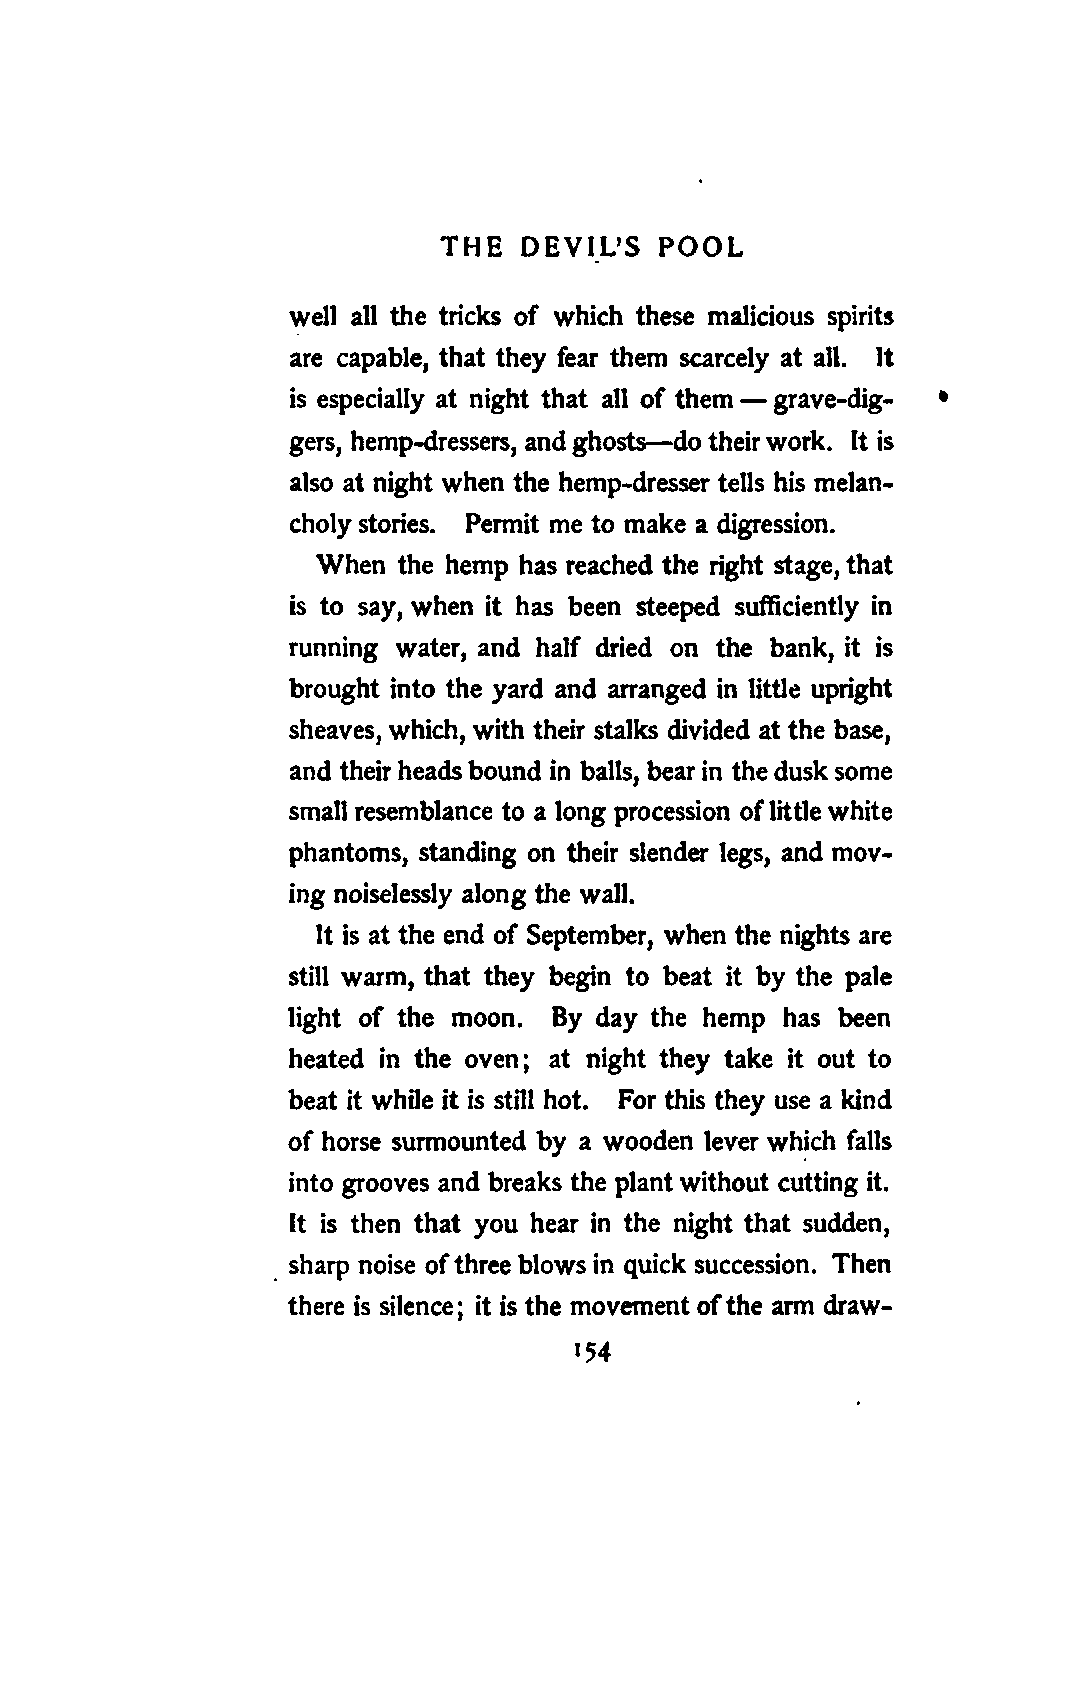 THE DEVIL'S POOL
well all the tricks of which these malicious spirits
are capable, that they fear them scarcely at all. It
is especially at night that all of them — grave-dig-
gers, hemp-dressers, and ghosts—do their work. It is
also at night when the hemp-dresser tells his melan-
choly stories. Permit me to make a digression.
When the hemp has reached the right stage, that
is to say, when it has been steeped sufficiently in
running water, and half dried on the bank, it is
brought into the yard and arranged in little upright
sheaves, which, with their stalks divided at the base,
and their heads bound in balls, bear in the dusk some
small resemblance to a long procession of little white
phantoms, standing on their slender legs, and mov-
ing noiselessly along the wall.
It is at the end of September, when the nights are
still warm, that they begin to beat it by the pale
light of the moon. By day the hemp has been
heated in the oven; at night they take it out to
beat it while it is still hot. For this they use a kind
of horse surmounted by a wooden lever which falls
into grooves and breaks the plant without cutting it.
It is then that you hear in the night that sudden,
sharp noise of three blows in quick succession. Then
there is silence; it is the movement of the arm draw-
154